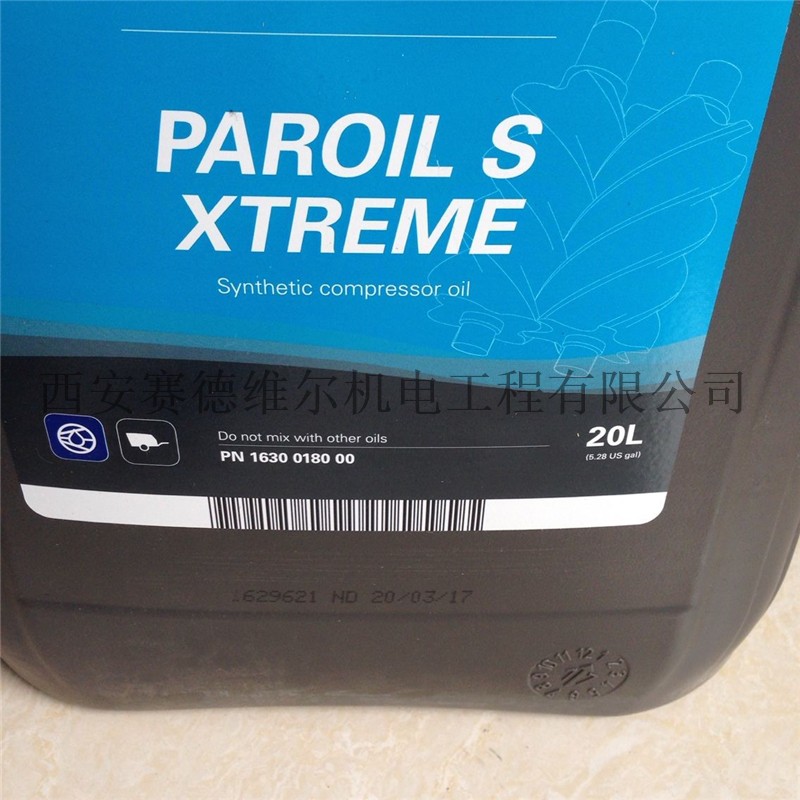 PAROIL S
XTREME
Synthetic compressor oil
西安赛德维尔机电工程有限公司
Do not mix with other oils
PN 1630 0180 00
20L
(5.28 US gal)
1629621 ND 20/03/17